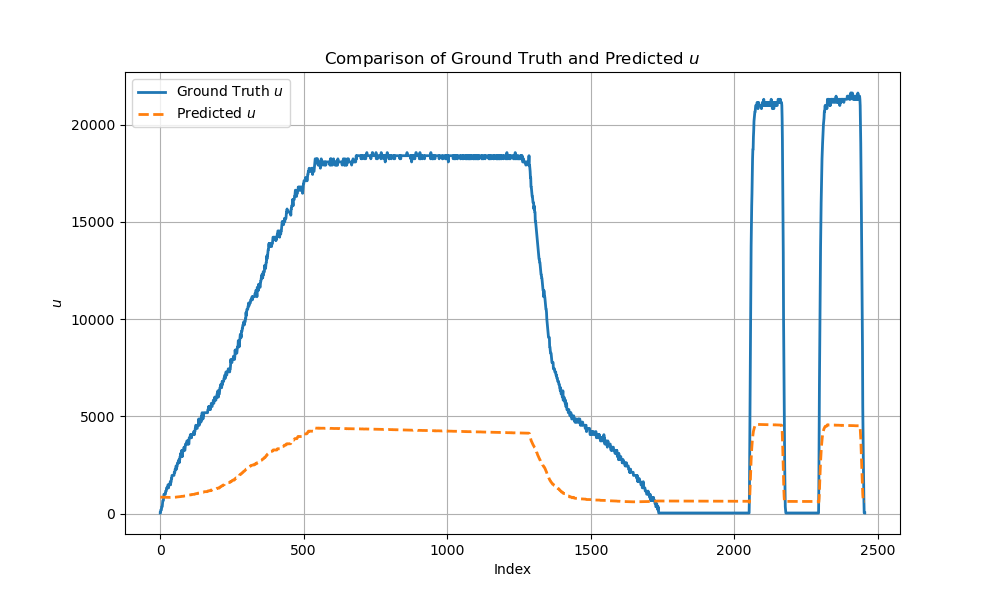 Comparison of Ground Truth and Predicted u
Ground Truth u
Predicted u
20000
15000
10000
5000
0
u
0 500 1000 1500 2000 2500
Index